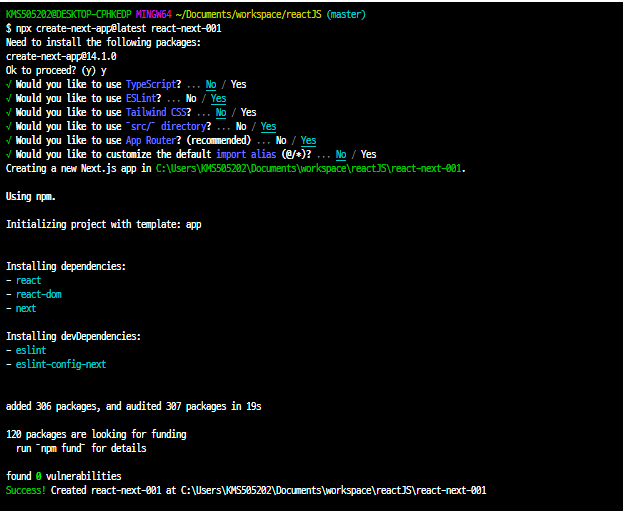 KMS505202@DESKTOP-CPHKEDP MINGW64 ~/Documents/workspace/reactJS (master)
$ npx create-next-app@latest react-next-001
Need to install the following packages:
create-next-app@14.1.0
Ok to proceed? (y) y
√ Would you like to use TypeScript? ... No / Yes
√ Would you like to use ESLint? ... No / Yes
√ Would you like to use Tailwind CSS? ... No / Yes
√ Would you like to use `src/` directory? ... No / Yes
√ Would you like to use App Router? (recommended) ... No / Yes
√ Would you like to customize the default import alias (@/*)? ... No / Yes
Creating a new Next.js app in C:\Users\KMS505202\Documents\workspace\reactJS\react-next-001.
Using npm.
Initializing project with template: app
Installing dependencies:
- react
- react-dom
- next
Installing devDependencies:
- eslint
- eslint-config-next
added 306 packages, and audited 307 packages in 19s
120 packages are looking for funding
run `npm fund` for details
found 0 vulnerabilities
Success! Created react-next-001 at C:\Users\KMS505202\Documents\workspace\reactJS\react-next-001